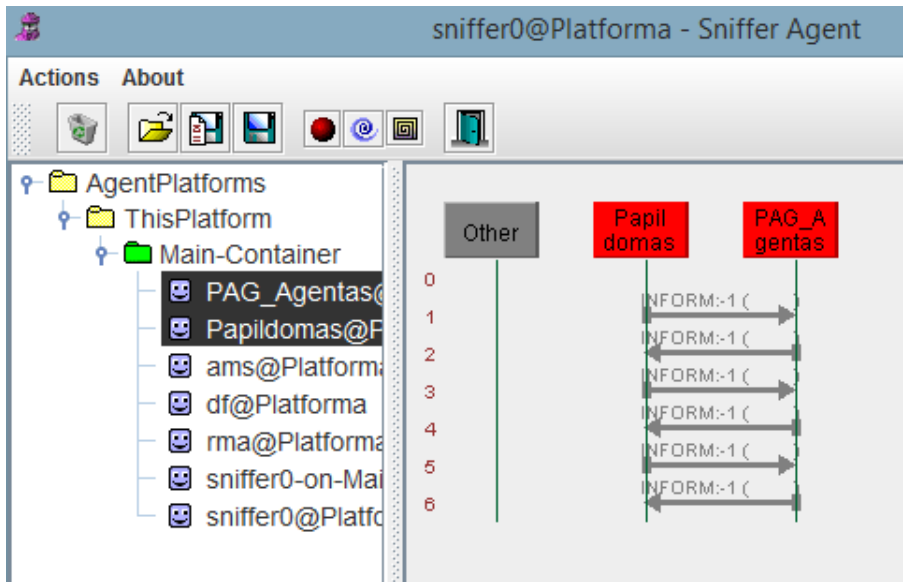 sniffer0@Platforma - Sniffer Agent
Actions About
AgentPlatforms
ThisPlatform
Main-Container
PAG_Agentas@
Papildomas@P
ams@Platforma
df@Platforma
rma@Platforma
sniffer0-on-Mai
sniffer0@Platfo
Other
Papil
domas
PAG_A
gentas
0
INFORM:-1 ( )
1
INFORM:-1 ( )
2
INFORM:-1 ( )
3
INFORM:-1 ( )
4
INFORM:-1 ( )
5
INFORM:-1 ( )
6